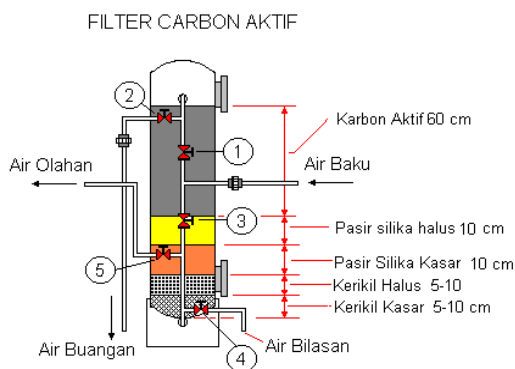 FILTER CARBON AKTIF
2
1
Karbon Aktif 60 cm
Air Olahan
Air Baku
3
Pasir silika halus 10 cm
Pasir Silika Kasar 10 cm
5
Kerikil Halus 5-10
Kerikil Kasar 5-10 cm
Air Buangan
4
Air Bilasan